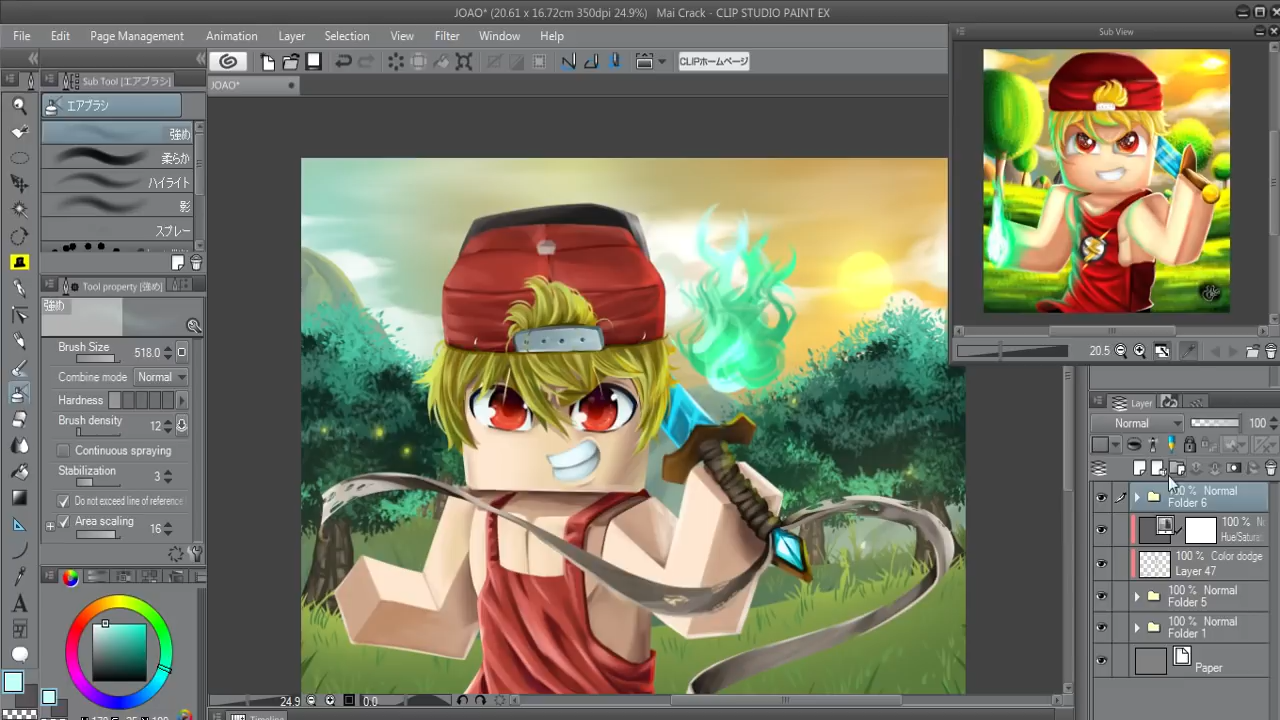 JOAO* (20.61 x 16.72cm 350dpi 24.9%) Mai Crack - CLIP STUDIO PAINT EX
File Edit Page Management Animation Layer Selection Filter View Window Help
Sub View
CLIPホームページ
Sub Tool [エアブラシ]
JOAO*
エアブラシ
強め
柔らか
ハイライト
影
スプレー
Tool property [強め]
強め
Brush Size 518.0
Combine mode Normal
Hardness
Brush density 12
Continuous spraying
Stabilization 3
Do not exceed line of reference
Area scaling 16
20.5
Layer
Normal 100
100 % Normal
Folder 6
100 % N
Hue/Satura
100 % Color dodge
Layer 47
100 % Normal
Folder 5
100 % Normal
Folder 1
Paper
24.9 0.0
Timeline